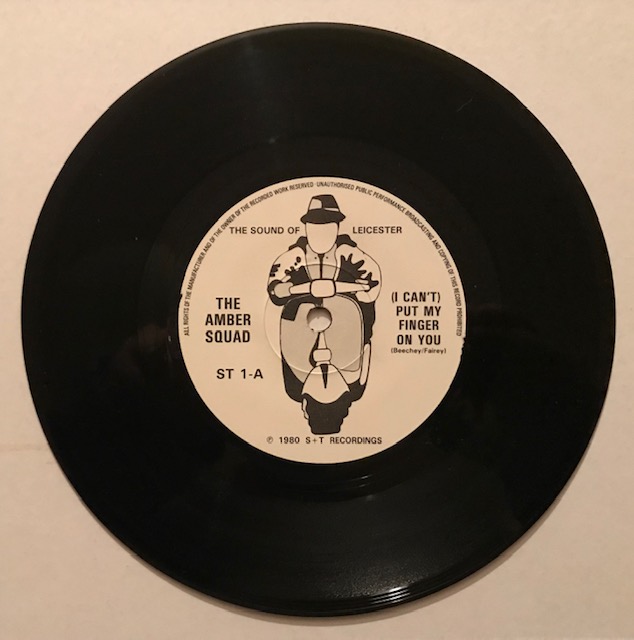 ALL RIGHTS OF THE MANUFACTURER AND OF THE OWNER OF THE RECORDED WORK RESERVED · UNAUTHORISED PUBLIC PERFORMANCE BROADCASTING AND COPYING OF THIS RECORD PROHIBITED
THE SOUND OF LEICESTER
THE
AMBER
SQUAD
ST 1-A
(I CAN'T)
PUT MY
FINGER
ON YOU
(Beechey/Fairey)
℗ 1980 S+T RECORDINGS